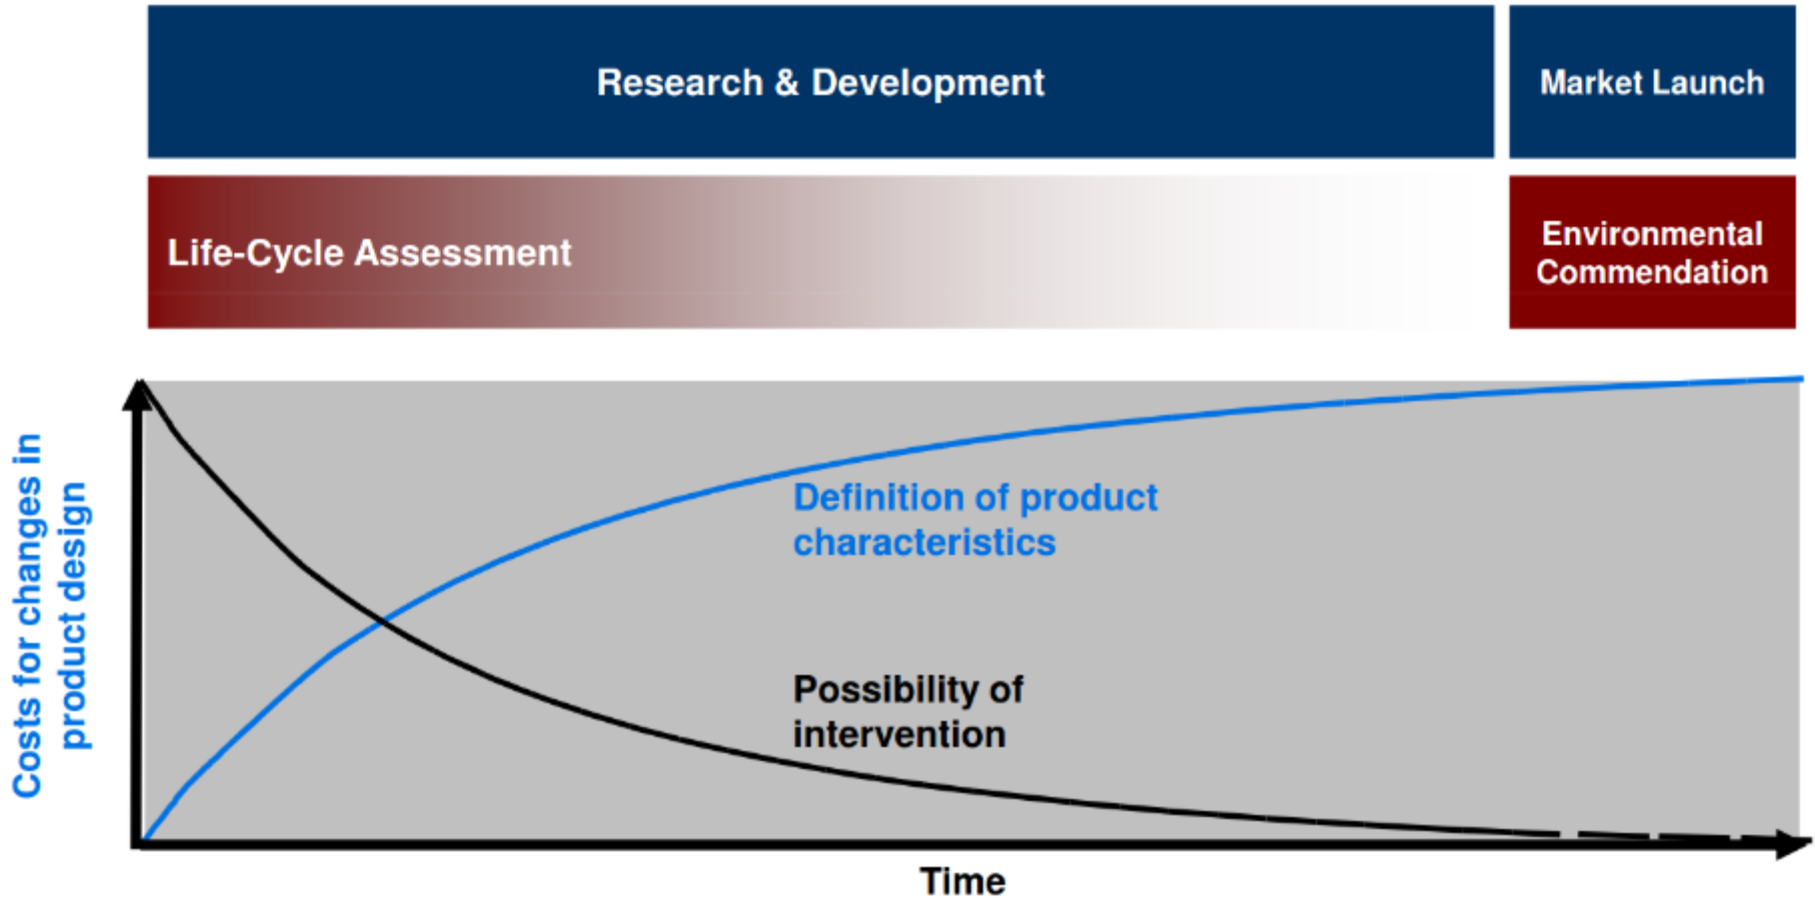 Research & Development
Market Launch
Life-Cycle Assessment
Environmental
Commendation
Costs for changes in
product design
Definition of product
characteristics
Possibility of
intervention
Time